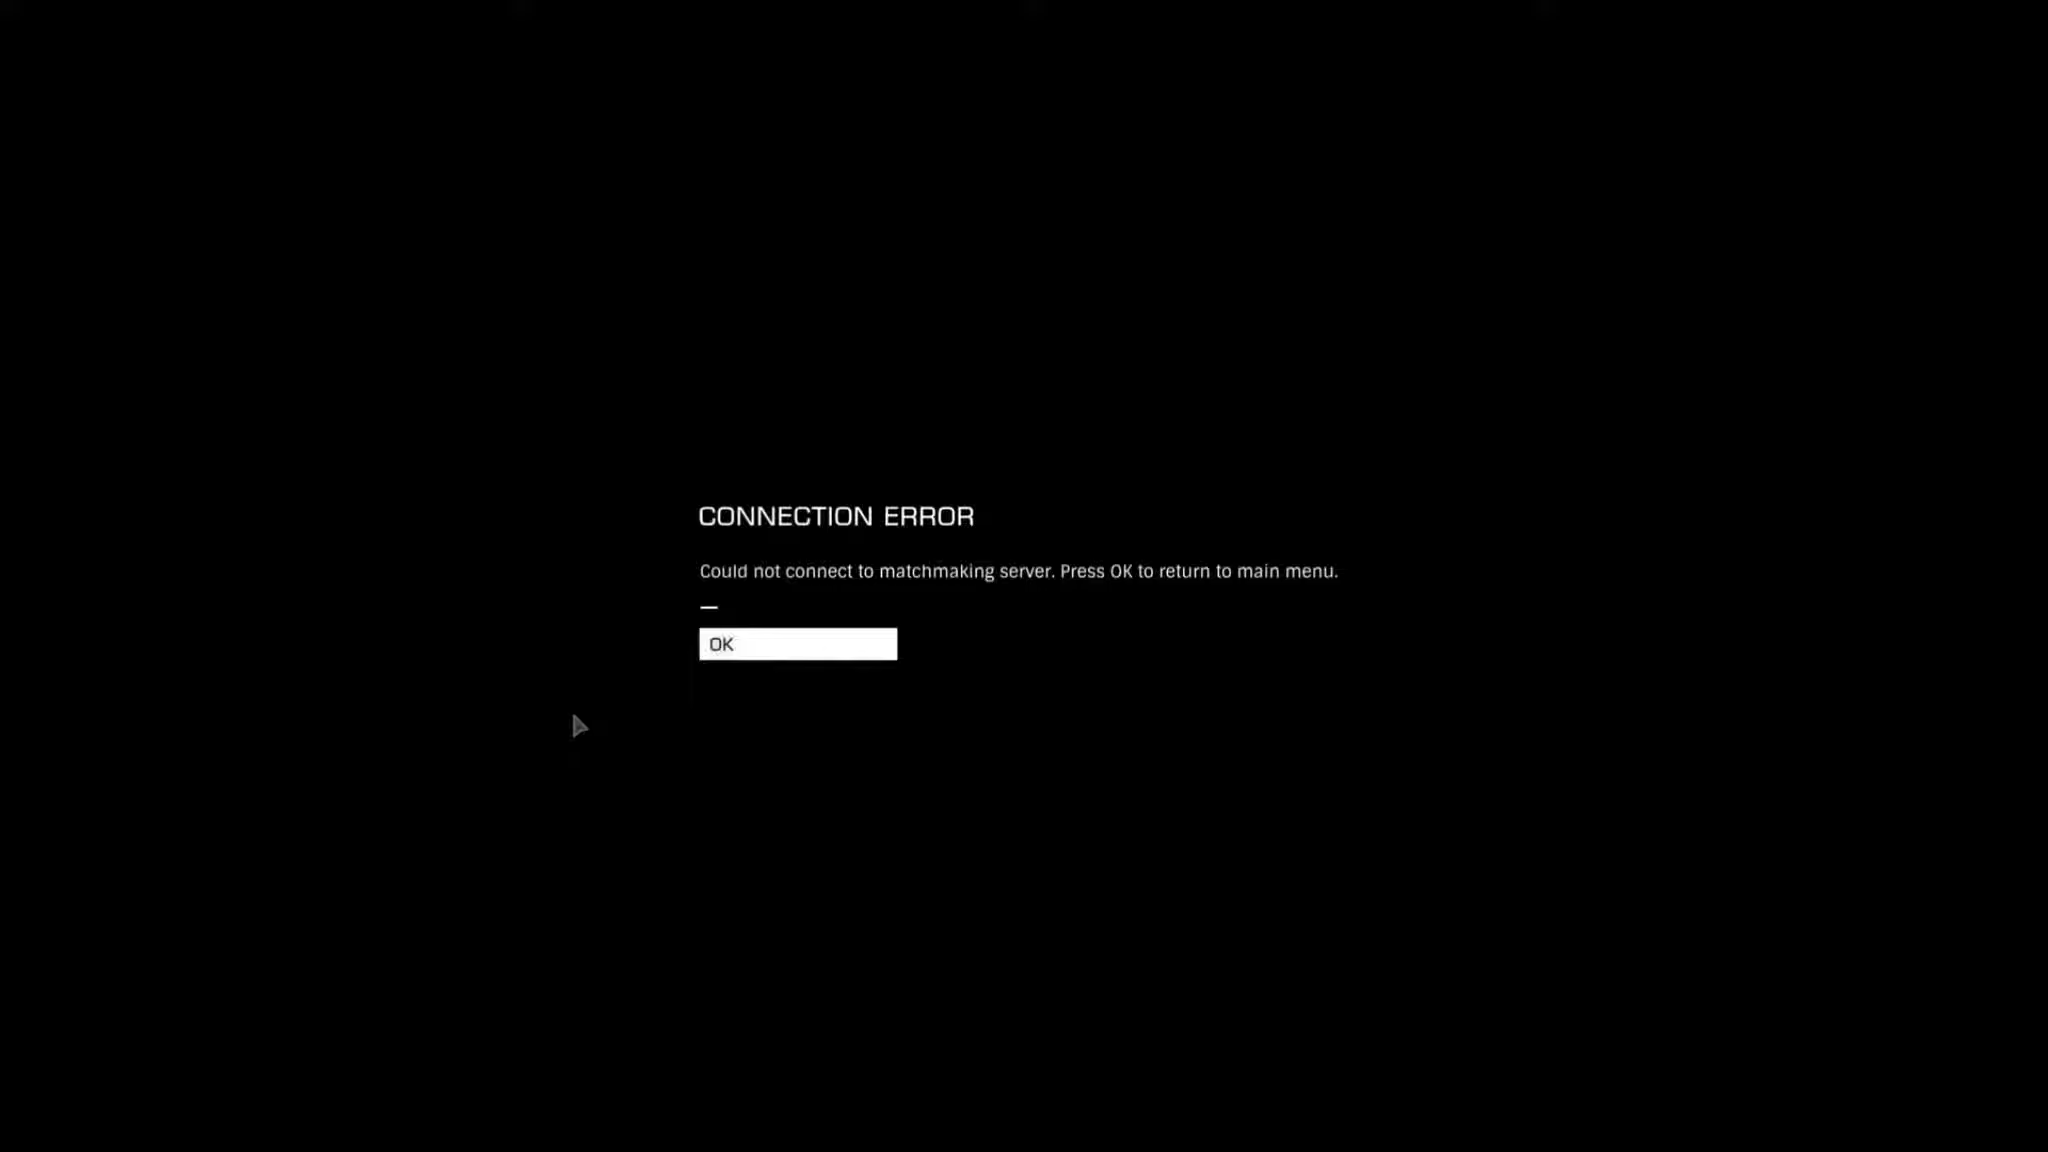 CONNECTION ERROR
Could not connect to matchmaking server. Press OK to return to main menu.
OK